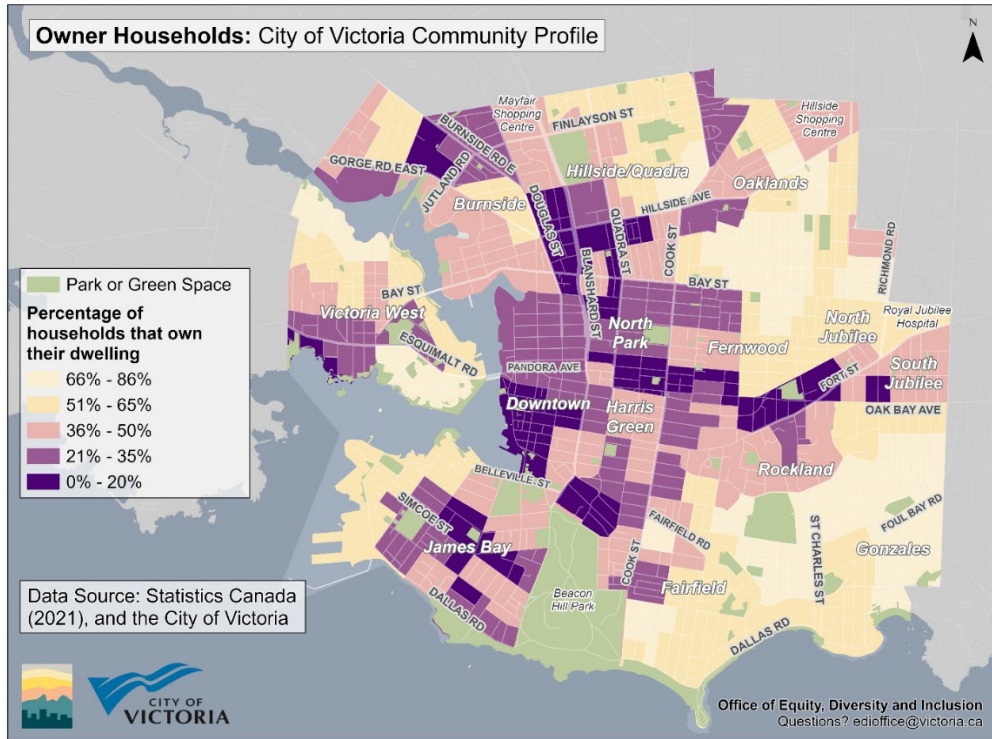 Owner Households: City of Victoria Community Profile
N
Mayfair
Shopping
Centre
Hillside
Shopping
Centre
BURNSIDE RD E
FINLAYSON ST
GORGE RD EAST
JUTLAND RD
Hillside/Quadra
Oaklands
Burnside
DOUGLAS ST
HILLSIDE AVE
QUADRA ST
COOK ST
RICHMOND RD
BLANSHARD ST
BAY ST
BAY ST
Victoria West
North
Park
Fernwood
North
Jubilee
Royal Jubilee
Hospital
South
Jubilee
ESQUIMALT RD
PANDORA AVE
FORT ST
Downtown
Harris
Green
OAK BAY AVE
Rockland
BELLEVILLE ST
SIMCOE ST
FAIRFIELD RD
FOUL BAY RD
ST CHARLES ST
Gonzales
James Bay
COOK ST
Fairfield
Beacon
Hill Park
DALLAS RD
DALLAS RD
Park or Green Space
Percentage of
households that own
their dwelling
66% - 86%
51% - 65%
36% - 50%
21% - 35%
0% - 20%
Data Source: Statistics Canada
(2021), and the City of Victoria
CITY OF
VICTORIA
Office of Equity, Diversity and Inclusion
Questions? edioffice@victoria.ca